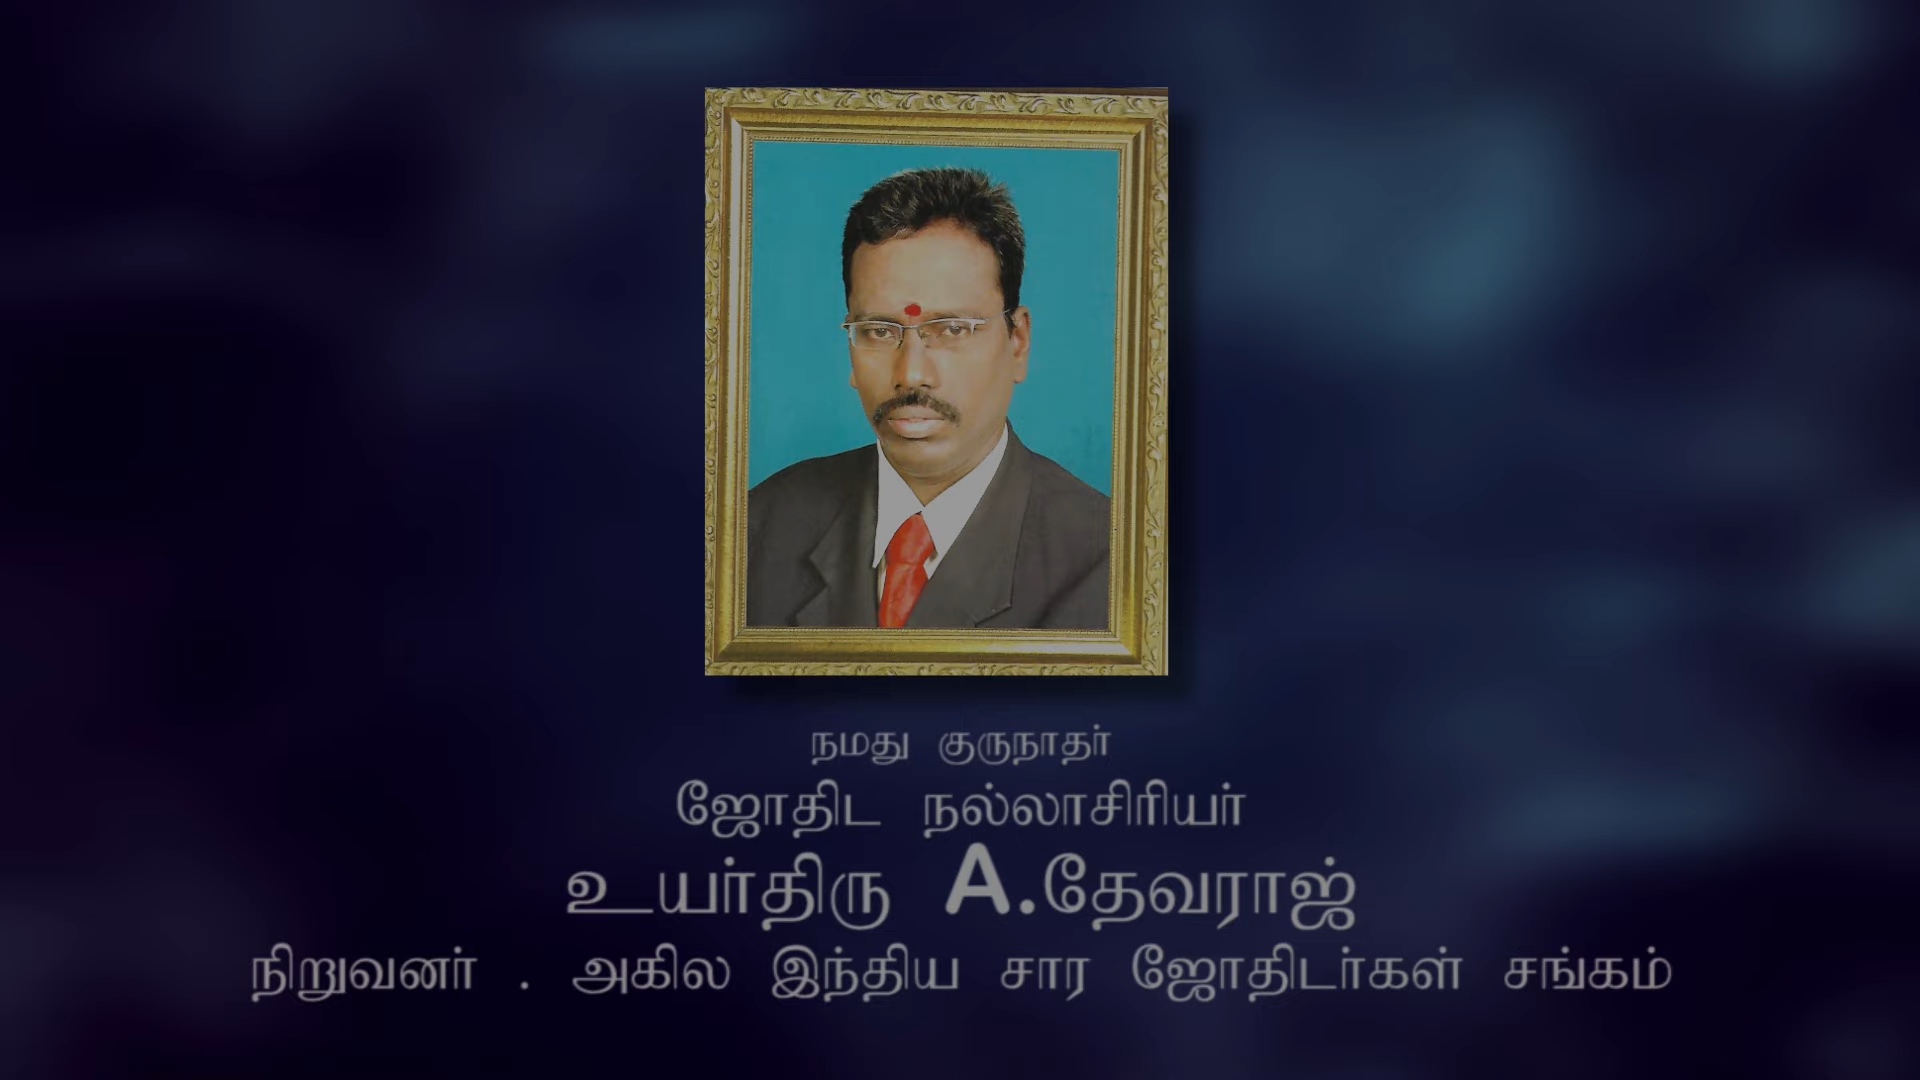 நமது குருநாதர்
ஜோதிட நல்லாசிரியர்
உயர்திரு A.தேவராஜ்
நிறுவனர் . அகில இந்திய சார ஜோதிடர்கள் சங்கம்